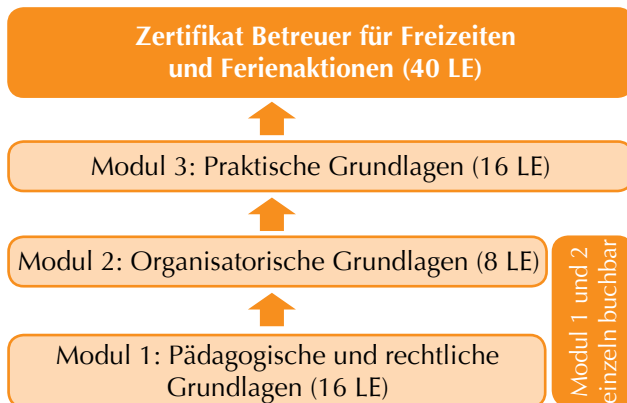 Zertifikat Betreuer für Freizeiten
und Ferienaktionen (40 LE)
Modul 3: Praktische Grundlagen (16 LE)
Modul 2: Organisatorische Grundlagen (8 LE)
Modul 1: Pädagogische und rechtliche
Grundlagen (16 LE)
Modul 1 und 2
einzeln buchbar